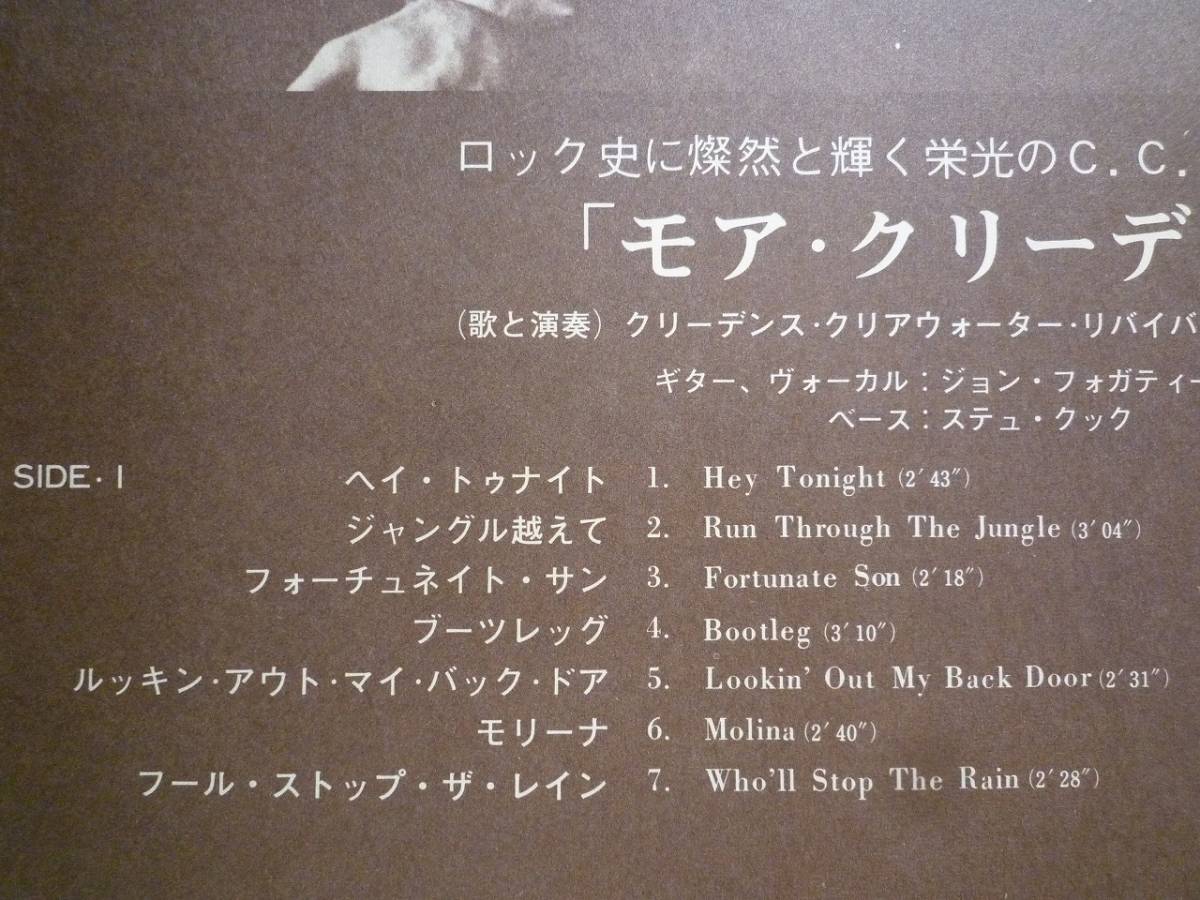 ロック史に燦然と輝く栄光のC.C.
「モア・クリーデ
(歌と演奏) クリーデンス・クリアウォーター・リバイバ
ギター、ヴォーカル：ジョン・フォガティー
ベース：ステュ・クック
SIDE・1
ヘイ・トゥナイト 1. Hey Tonight (2′43″)
ジャングル越えて 2. Run Through The Jungle (3′04″)
フォーチュネイト・サン 3. Fortunate Son (2′18″)
ブーツレッグ 4. Bootleg (3′10″)
ルッキン・アウト・マイ・バック・ドア 5. Lookin' Out My Back Door (2′31″)
モリーナ 6. Molina (2′40″)
フール・ストップ・ザ・レイン 7. Who'll Stop The Rain (2′28″)